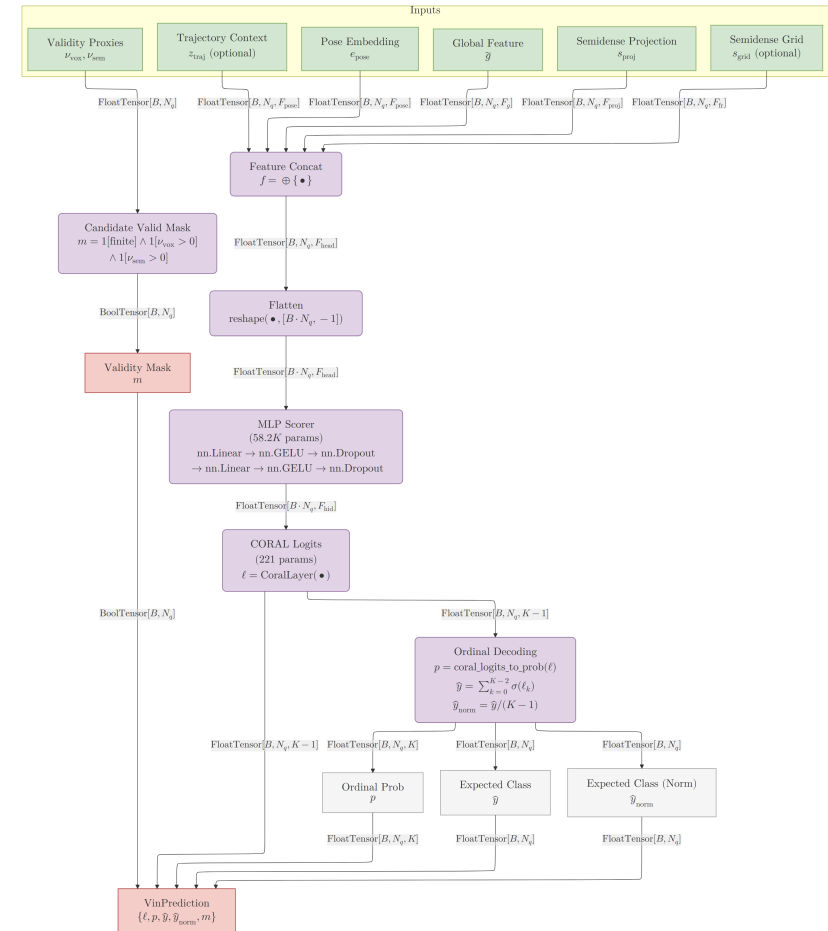 Inputs
Validity Proxies
ν_vox, ν_sem
Trajectory Context
z_traj (optional)
Pose Embedding
e_pose
Global Feature
g̃
Semidense Projection
s_proj
Semidense Grid
s_grid (optional)
FloatTensor[B, N_q]
FloatTensor[B, N_q, F_pose]
FloatTensor[B, N_q, F_pose]
FloatTensor[B, N_q, F_g]
FloatTensor[B, N_q, F_proj]
FloatTensor[B, N_q, F_fr]
Feature Concat
f = ⊕ { • }
Candidate Valid Mask
m = 1[finite] ∧ 1[ν_vox > 0]
∧ 1[ν_sem > 0]
FloatTensor[B, N_q, F_head]
Flatten
reshape( • , [B · N_q, − 1])
BoolTensor[B, N_q]
Validity Mask
m
FloatTensor[B · N_q, F_head]
MLP Scorer
(58.2K params)
nn.Linear → nn.GELU → nn.Dropout
→ nn.Linear → nn.GELU → nn.Dropout
FloatTensor[B · N_q, F_hid]
CORAL Logits
(221 params)
ℓ = CoralLayer( • )
BoolTensor[B, N_q]
FloatTensor[B, N_q, K − 1]
Ordinal Decoding
p = coral_logits_to_prob(ℓ)
ŷ = ∑_{k=0}^{K−2} σ(ℓ_k)
ŷ_norm = ŷ/(K − 1)
FloatTensor[B, N_q, K − 1]
FloatTensor[B, N_q, K]
FloatTensor[B, N_q]
FloatTensor[B, N_q]
Ordinal Prob
p
Expected Class
ŷ
Expected Class (Norm)
ŷ_norm
FloatTensor[B, N_q, K]
FloatTensor[B, N_q]
FloatTensor[B, N_q]
VinPrediction
{ℓ, p, ŷ, ŷ_norm, m}